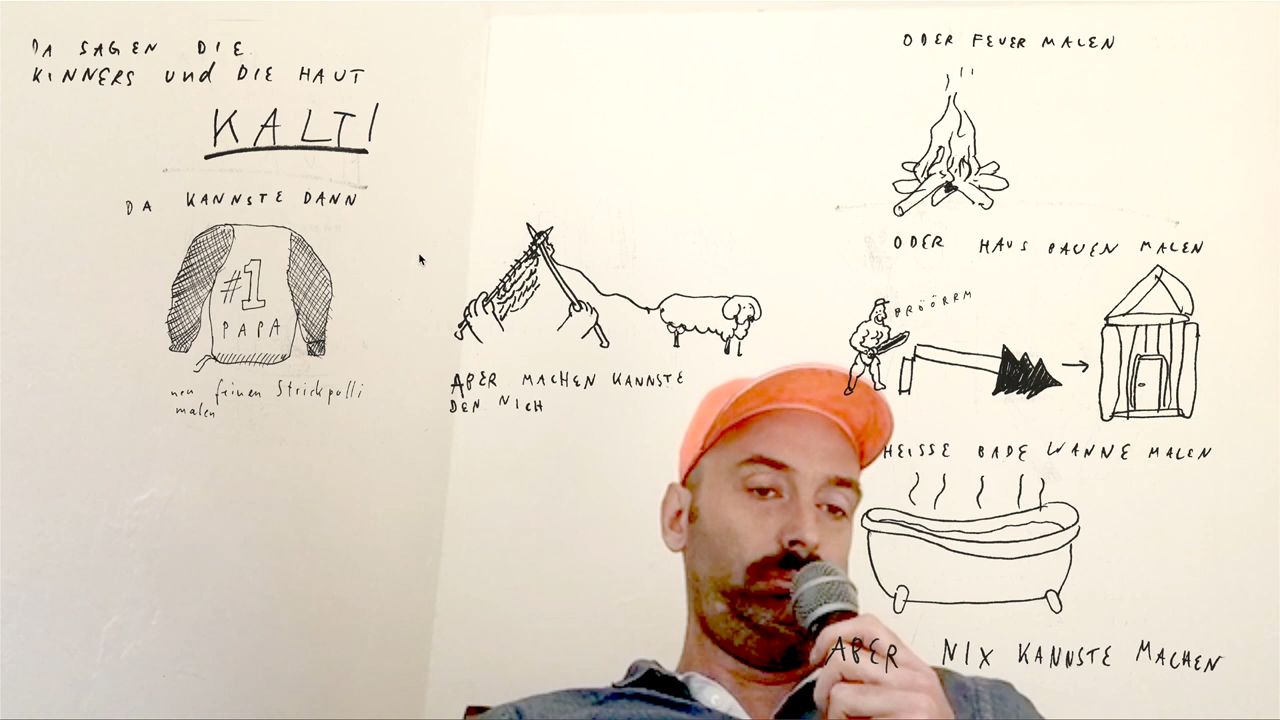 DA SAGEN DIE
KINNERS und DIE HAUT
KALT!
DA KANNSTE DANN
#1
PAPA
nen feinen Strickpulli
malen
ABER MACHEN KANNSTE
DEN NICH
ODER FEUER MALEN
ODER HAUS BAUEN MALEN
BRÖÖRRM
HEISSE BADE WANNE MALEN
ABER NIX KANNSTE MACHEN